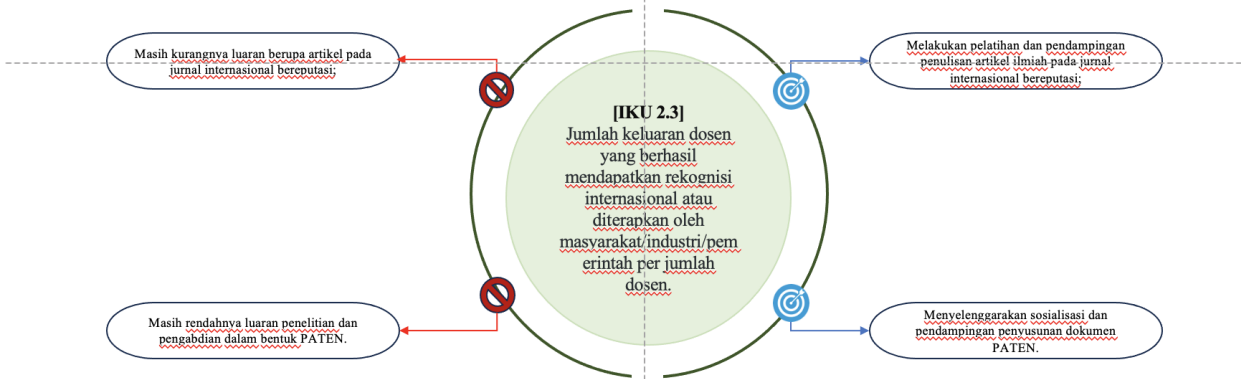 Masih kurangnya luaran berupa artikel pada
jurnal internasional bereputasi;
Melakukan pelatihan dan pendampingan
penulisan artikel ilmiah pada jurnal
internasional bereputasi;
[IKU 2.3]
Jumlah keluaran dosen
yang berhasil
mendapatkan rekognisi
internasional atau
diterapkan oleh
masyarakat/industri/pem
erintah per jumlah
dosen.
Masih rendahnya luaran penelitian dan
pengabdian dalam bentuk PATEN.
Menyelenggarakan sosialisasi dan
pendampingan penyusunan dokumen
PATEN.